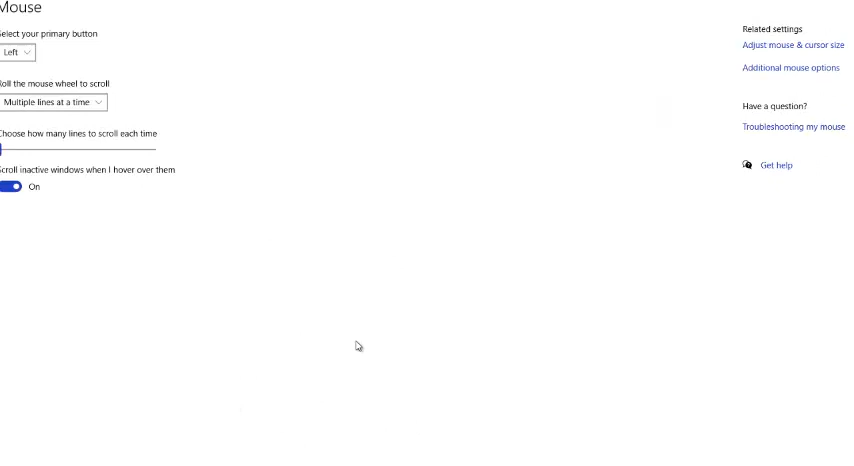 Mouse
Select your primary button
Left
Roll the mouse wheel to scroll
Multiple lines at a time
Choose how many lines to scroll each time
Scroll inactive windows when I hover over them
On
Related settings
Adjust mouse & cursor size
Additional mouse options
Have a question?
Troubleshooting my mouse
Get help